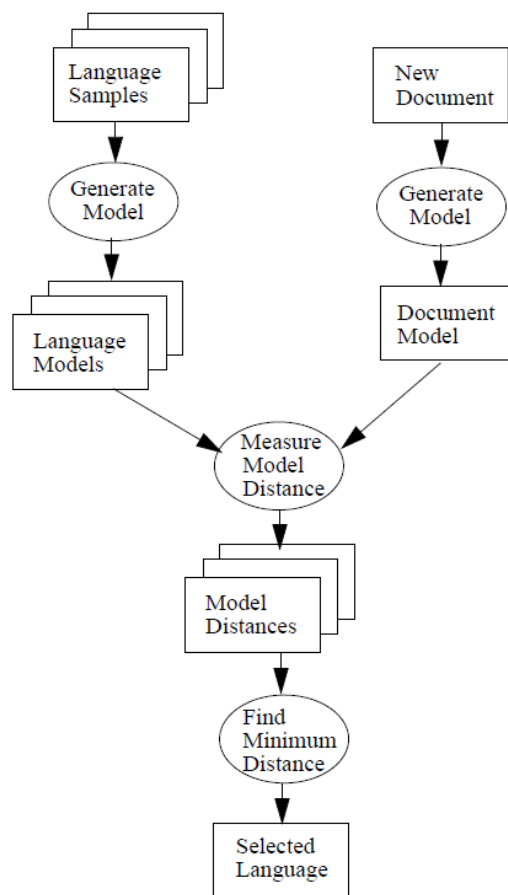 Language
Samples
New
Document
Generate
Model
Generate
Model
Language
Models
Document
Model
Measure
Model
Distance
Model
Distances
Find
Minimum
Distance
Selected
Language